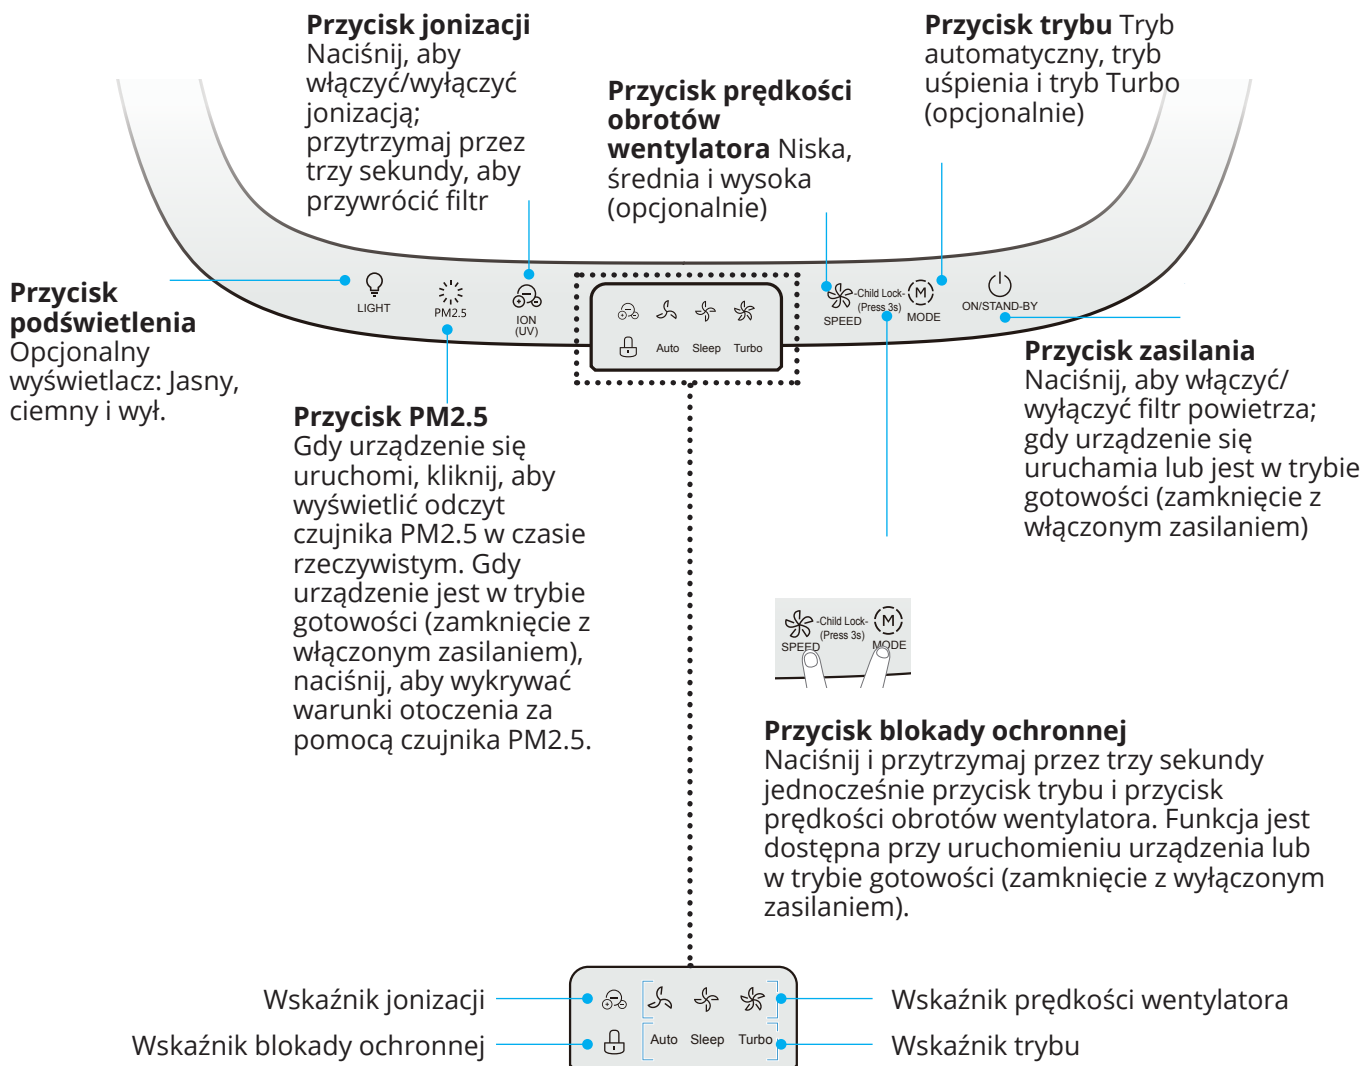 Przycisk jonizacji
Naciśnij, aby
włączyć/wyłączyć
jonizacją;
przytrzymaj przez
trzy sekundy, aby
przywrócić filtr
Przycisk prędkości
obrotów
wentylatora Niska,
średnia i wysoka
(opcjonalnie)
Przycisk trybu Tryb
automatyczny, tryb
uśpienia i tryb Turbo
(opcjonalnie)
Przycisk
podświetlenia
Opcjonalny
wyświetlacz: Jasny,
ciemny i wył.
LIGHT
PM2.5
ION
(UV)
Auto Sleep Turbo
SPEED
-Child Lock-
(Press 3s)
M
MODE
ON/STAND-BY
Przycisk PM2.5
Gdy urządzenie się
uruchomi, kliknij, aby
wyświetlić odczyt
czujnika PM2.5 w czasie
rzeczywistym. Gdy
urządzenie jest w trybie
gotowości (zamknięcie z
włączonym zasilaniem),
naciśnij, aby wykrywać
warunki otoczenia za
pomocą czujnika PM2.5.
Przycisk zasilania
Naciśnij, aby włączyć/
wyłączyć filtr powietrza;
gdy urządzenie się
uruchamia lub jest w trybie
gotowości (zamknięcie z
włączonym zasilaniem)
SPEED
-Child Lock-
(Press 3s)
M
MODE
Przycisk blokady ochronnej
Naciśnij i przytrzymaj przez trzy sekundy
jednocześnie przycisk trybu i przycisk
prędkości obrotów wentylatora. Funkcja jest
dostępna przy uruchomieniu urządzenia lub
w trybie gotowości (zamknięcie z wyłączonym
zasilaniem).
Wskaźnik jonizacji
Wskaźnik prędkości wentylatora
Wskaźnik blokady ochronnej
Auto Sleep Turbo
Wskaźnik trybu